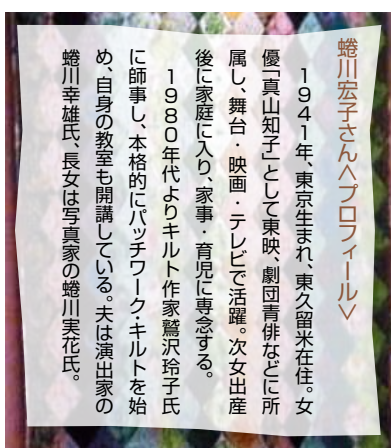 蜷川宏子さん＜プロフィール＞
１９４１年、東京生まれ、東久留米在住。女
優「真山知子」として東映、劇団青俳などに所
属し、舞台・映画・テレビで活躍。次女出産
後に家庭に入り、家事・育児に専念する。
１９８０年代よりキルト作家鷲沢玲子氏
に師事し、本格的にパッチワーク・キルトを始
め、自身の教室も開講している。夫は演出家の
蜷川幸雄氏、長女は写真家の蜷川実花氏。